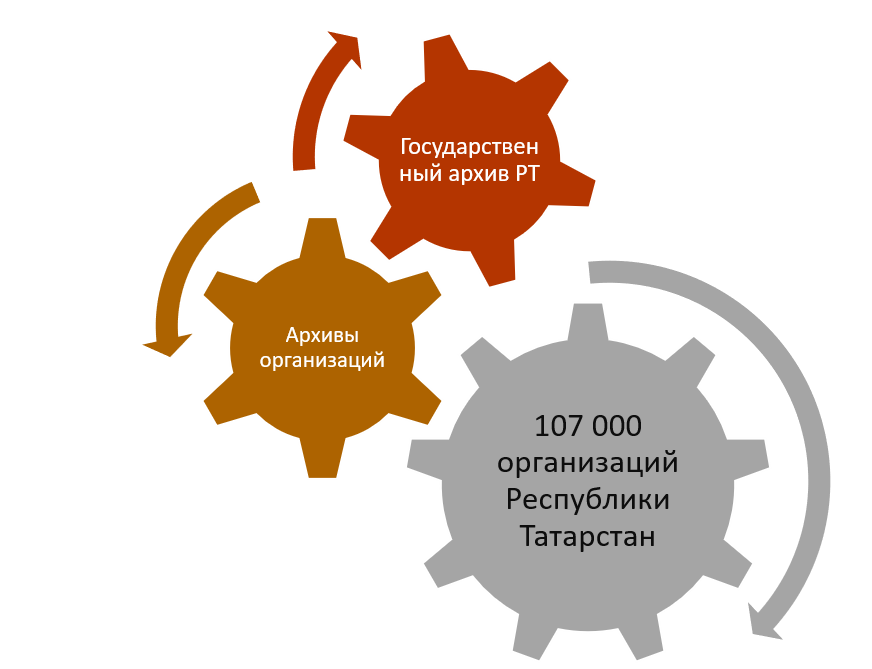 Государствен
ный архив РТ
Архивы
организаций
107 000
организаций
Республики
Татарстан